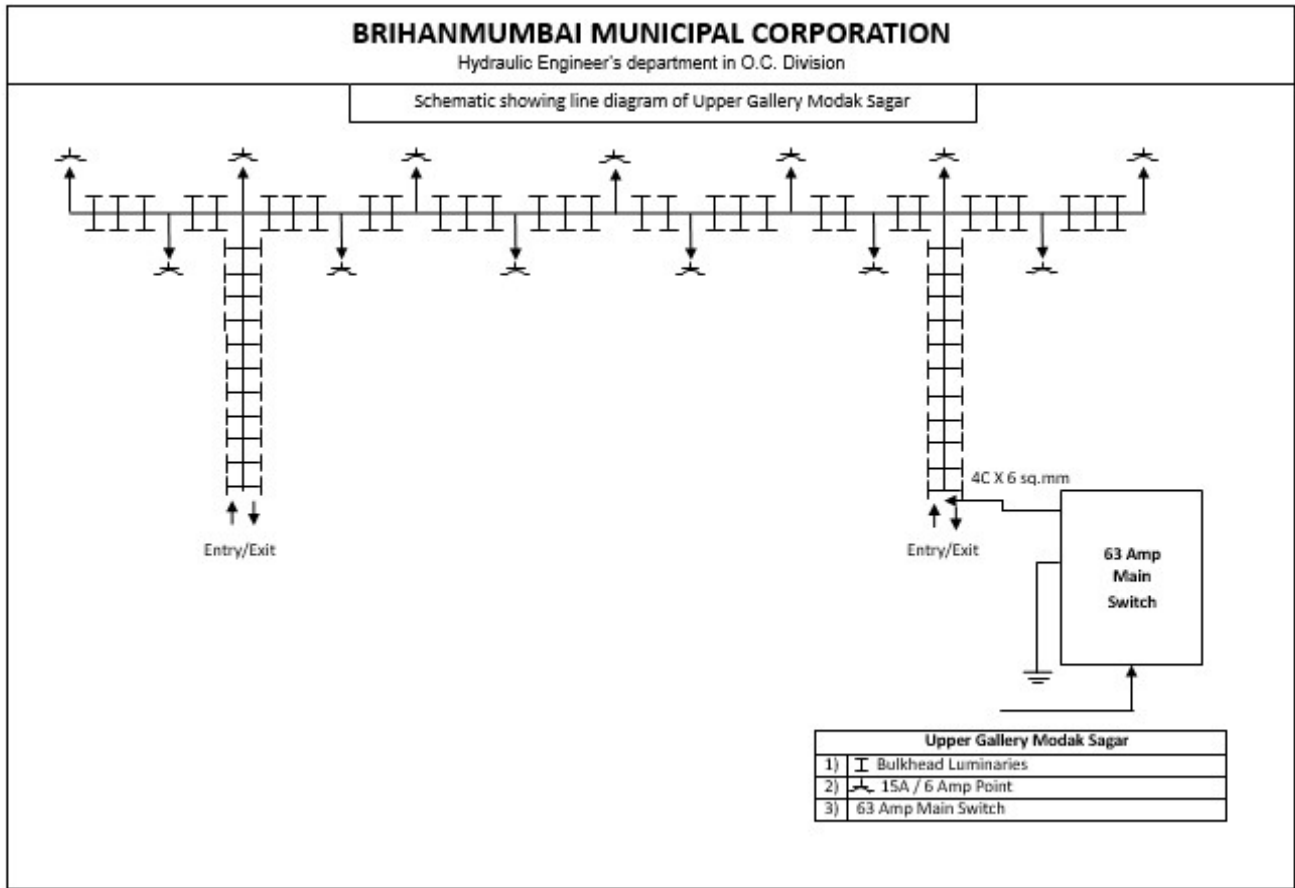 BRIHANMUMBAI MUNICIPAL CORPORATION
Hydraulic Engineer's department in O.C. Division
Schematic showing line diagram of Upper Gallery Modak Sagar
4C X 6 sq.mm
Entry/Exit
Entry/Exit
63 Amp
Main
Switch
Upper Gallery Modak Sagar
1) Bulkhead Luminaries
2) 15A / 6 Amp Point
3) 63 Amp Main Switch